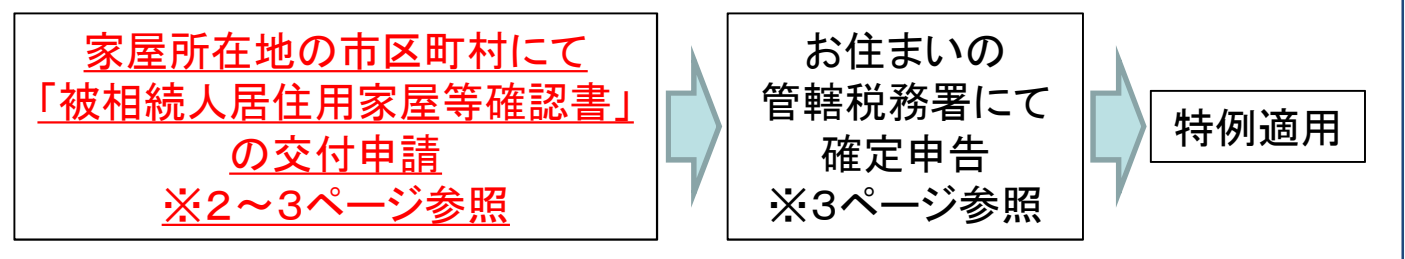 家屋所在地の市区町村にて
「被相続人居住用家屋等確認書」
の交付申請
※2～3ページ参照
お住まいの
管轄税務署にて
確定申告
※3ページ参照
特例適用